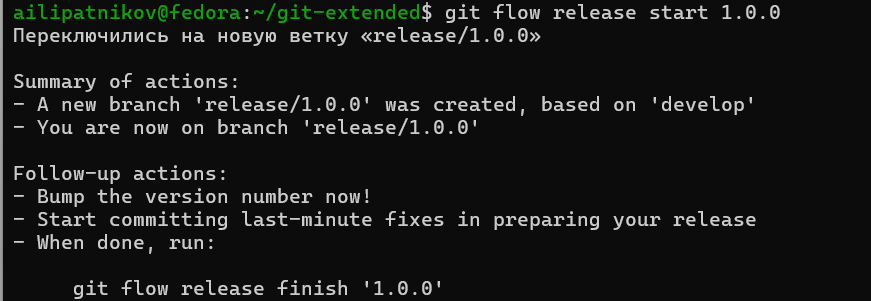 ailipatnikov@fedora:~/git-extended$ git flow release start 1.0.0
Переключились на новую ветку «release/1.0.0»
Summary of actions:
- A new branch 'release/1.0.0' was created, based on 'develop'
- You are now on branch 'release/1.0.0'
Follow-up actions:
- Bump the version number now!
- Start committing last-minute fixes in preparing your release
- When done, run:
git flow release finish '1.0.0'